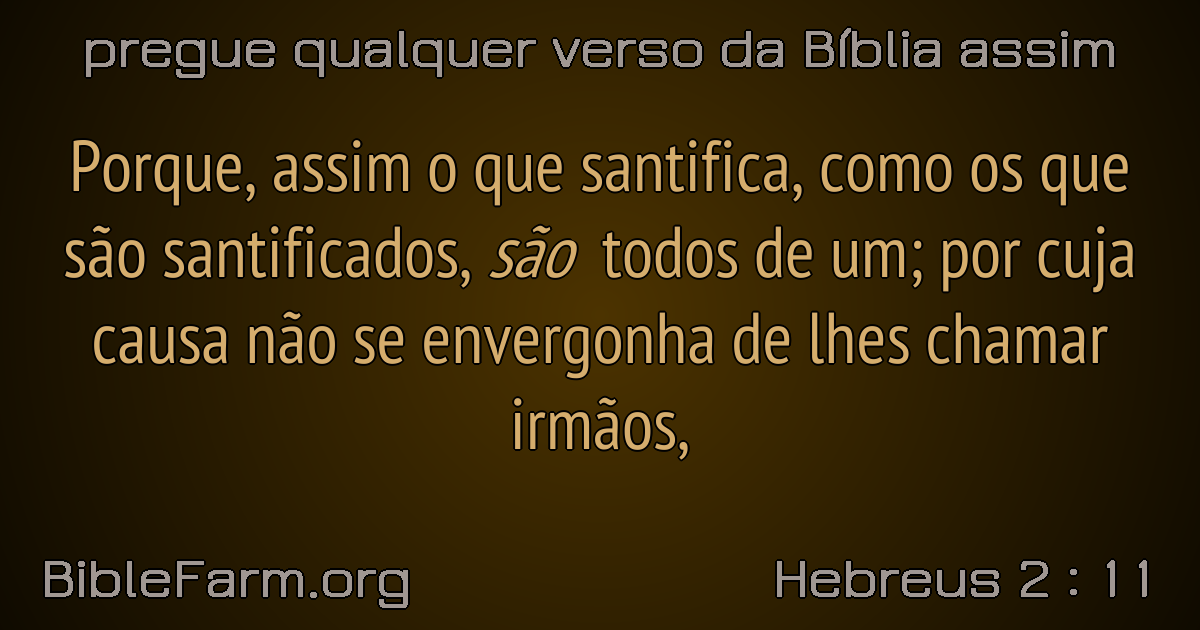 pregue qualquer verso da Bíblia assim
Porque, assim o que santifica, como os que
são santificados, são todos de um; por cuja
causa não se envergonha de lhes chamar
irmãos,
BibleFarm.org
Hebreus 2 : 11